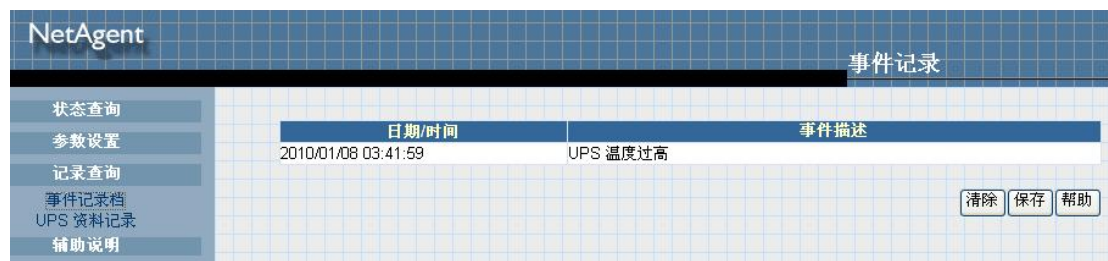 NetAgent
事件记录
状态查询
参数设置
记录查询
事件记录档
UPS 资料记录
辅助说明
日期/时间 事件描述
2010/01/08 03:41:59 UPS 温度过高
清除 保存 帮助